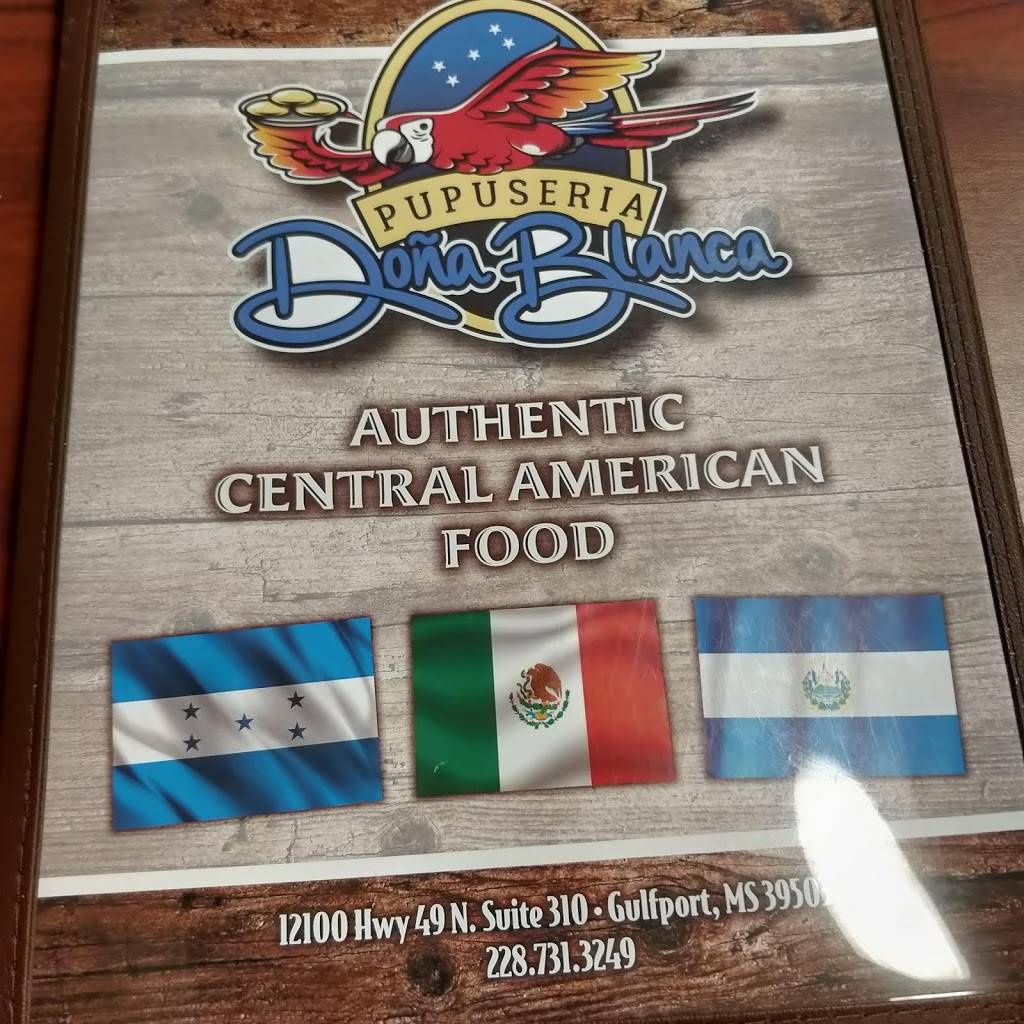 PUPUSERIA
Doña Blanca
AUTHENTIC
CENTRAL AMERICAN
FOOD
12100 Hwy 49 N. Suite 310 • Gulfport, MS
228.731.3249